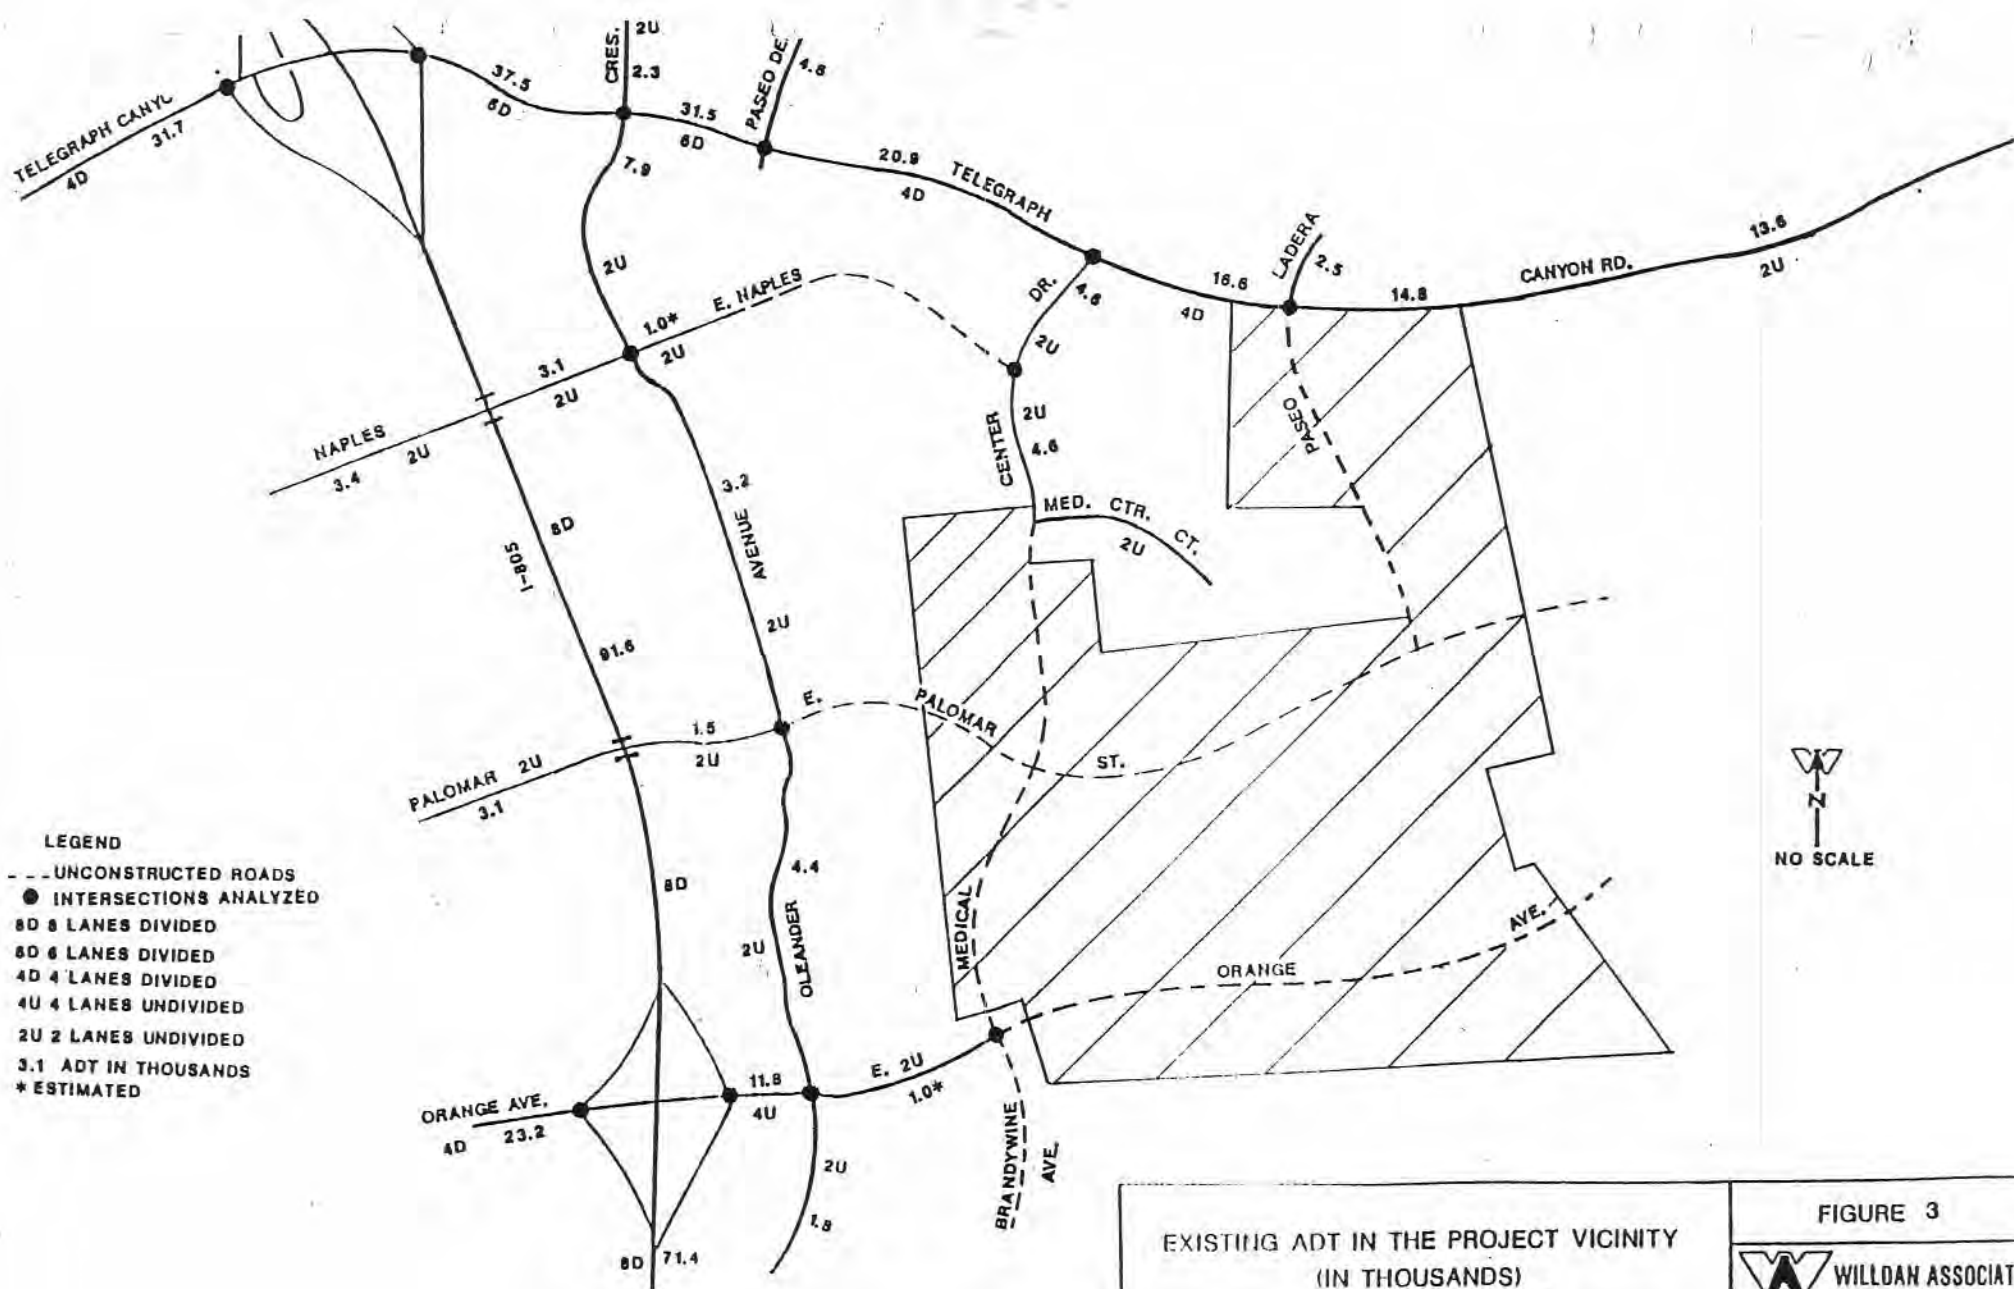 CRES.
2U
2.3
PASEO DE
4.8
37.5
6D
31.5
6D
TELEGRAPH CANYO
31.7
4D
7.9
2U
20.9
TELEGRAPH
4D
DR.
4.6
2U
16.6
4D
LADERA
2.5
14.8
CANYON RD.
13.6
2U
1.0*
E. NAPLES
2U
3.1
2U
NAPLES
3.4
2U
2U
4.6
CENTER
PASEO
MED. CTR. CT.
2U
3.2
AVENUE
2U
8D
I-805
91.6
E.
PALOMAR
ST.
1.5
2U
PALOMAR
2U
3.1
4.4
8D
2U
OLEANDER
MEDICAL
AVE.
ORANGE
NO SCALE
N
LEGEND
--- UNCONSTRUCTED ROADS
● INTERSECTIONS ANALYZED
8D 8 LANES DIVIDED
6D 6 LANES DIVIDED
4D 4 LANES DIVIDED
4U 4 LANES UNDIVIDED
2U 2 LANES UNDIVIDED
3.1 ADT IN THOUSANDS
* ESTIMATED
ORANGE AVE.
4D
23.2
11.8
4U
E. 2U
1.0*
BRANDYWINE
AVE.
2U
1.8
8D
71.4
EXISTING ADT IN THE PROJECT VICINITY
(IN THOUSANDS)
FIGURE 3
WILLDAN ASSOCIAT